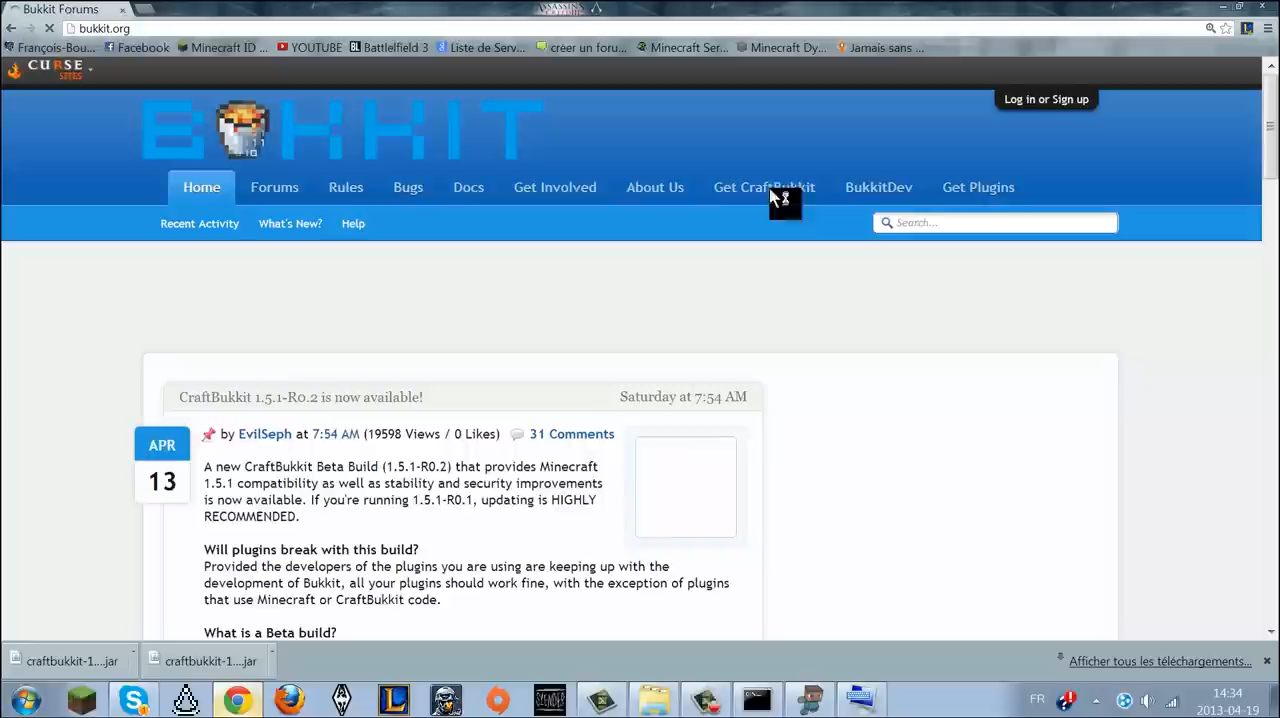 Bukkit Forums
bukkit.org
François-Bou... Facebook Minecraft ID ... YOUTUBE Battlelfield 3 Liste de Serv... créer un foru... Minecraft Ser... Minecraft Dy... Jamais sans ...
CURSE
SITES
Log in or Sign up
BUKKIT
Home Forums Rules Bugs Docs Get Involved About Us Get CraftBukkit BukkitDev Get Plugins
Recent Activity What's New? Help Search...
CraftBukkit 1.5.1-R0.2 is now available! Saturday at 7:54 AM
APR
13
by EvilSeph at 7:54 AM (19598 Views / 0 Likes) 31 Comments
A new CraftBukkit Beta Build (1.5.1-R0.2) that provides Minecraft
1.5.1 compatibility as well as stability and security improvements
is now available. If you're running 1.5.1-R0.1, updating is HIGHLY
RECOMMENDED.
Will plugins break with this build?
Provided the developers of the plugins you are using are keeping up with the
development of Bukkit, all your plugins should work fine, with the exception of plugins
that use Minecraft or CraftBukkit code.
What is a Beta build?
craftbukkit-1....jar craftbukkit-1....jar Afficher tous les téléchargements...
FR 14:34
2013-04-19